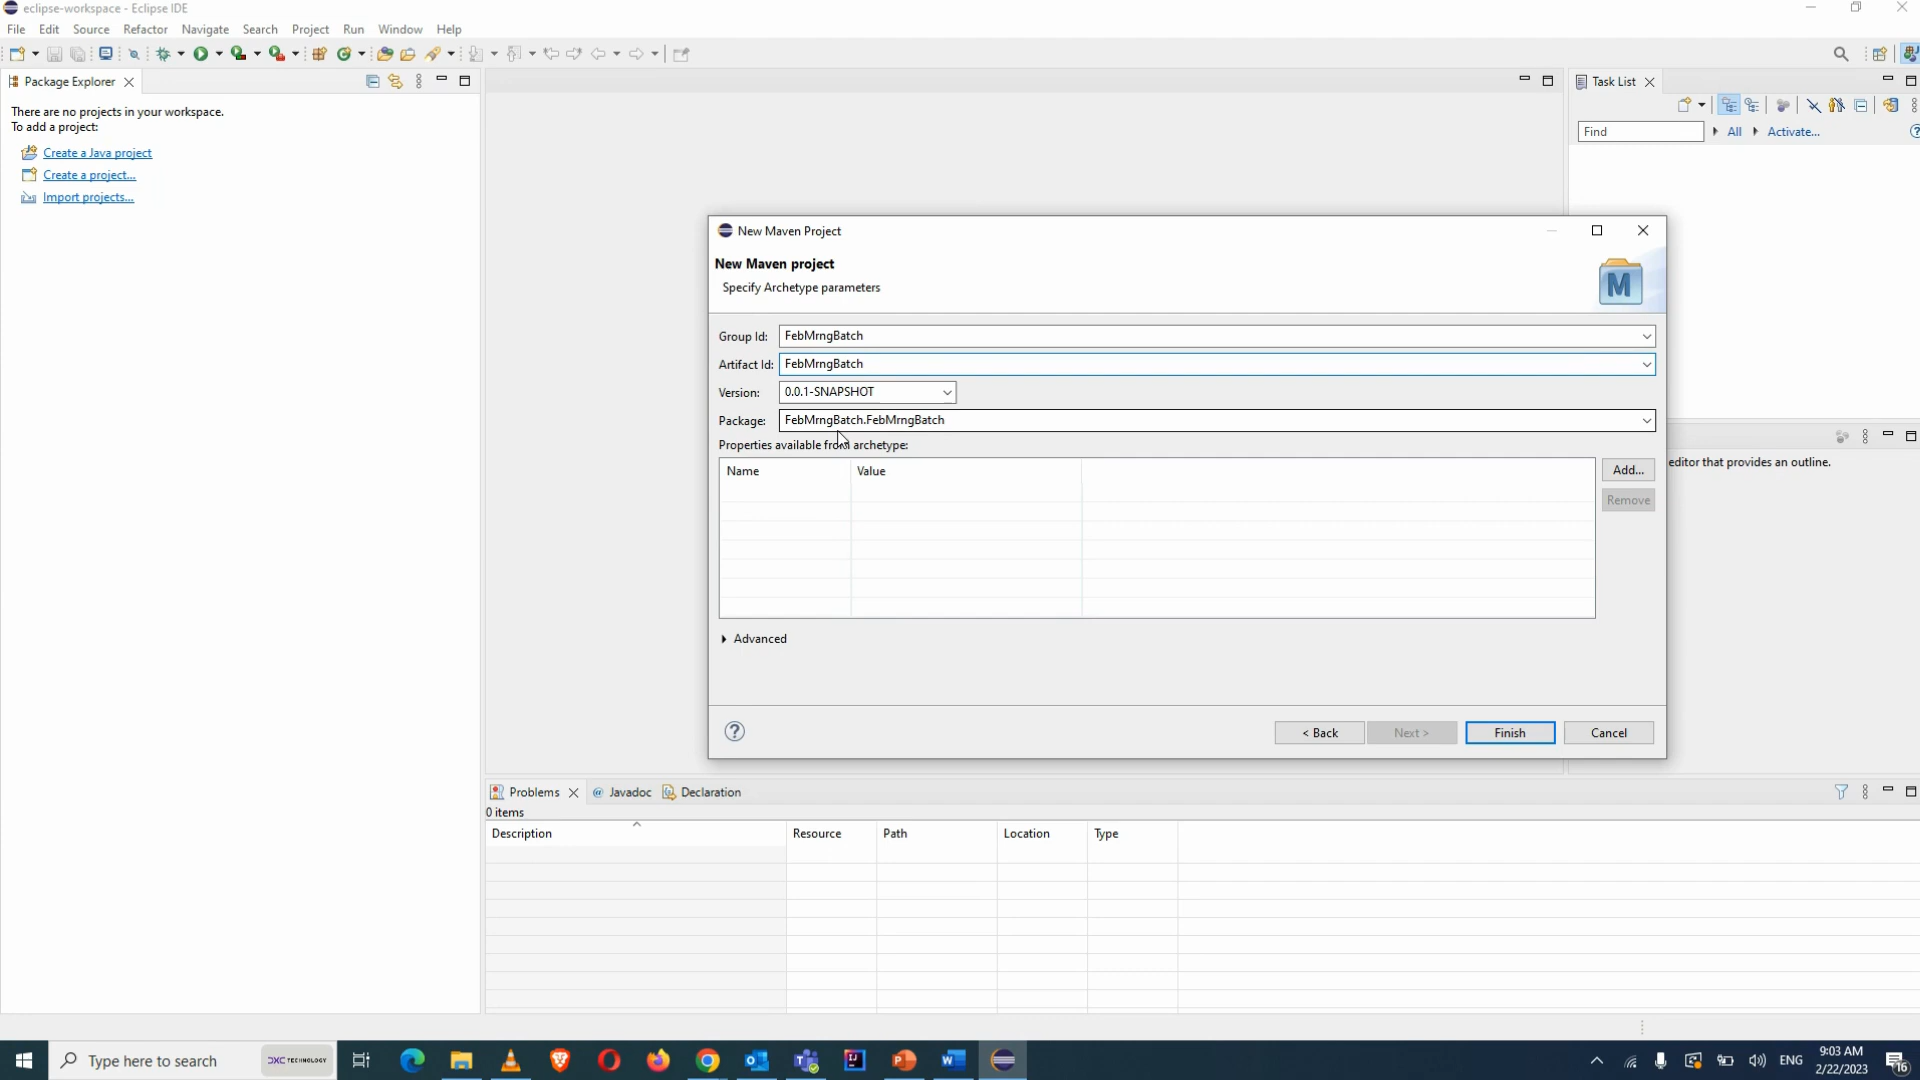 eclipse-workspace - Eclipse IDE
File Edit Source Refactor Navigate Search Project Run Window Help
Package Explorer
Task List
There are no projects in your workspace.
To add a project:
Find
All
Activate...
Create a Java project
Create a project...
Import projects...
New Maven Project
New Maven project
Specify Archetype parameters
M
Group Id: FebMrngBatch
Artifact Id: FebMrngBatch
Version: 0.0.1-SNAPSHOT
Package: FebMrngBatch.FebMrngBatch
Properties available from archetype:
Name Value
Add...
editor that provides an outline.
Remove
Advanced
? < Back Next > Finish Cancel
Problems @ Javadoc Declaration
0 items
Description Resource Path Location Type
Type here to search
DXC TECHNOLOGY
ENG
9:03 AM
2/22/2023
16